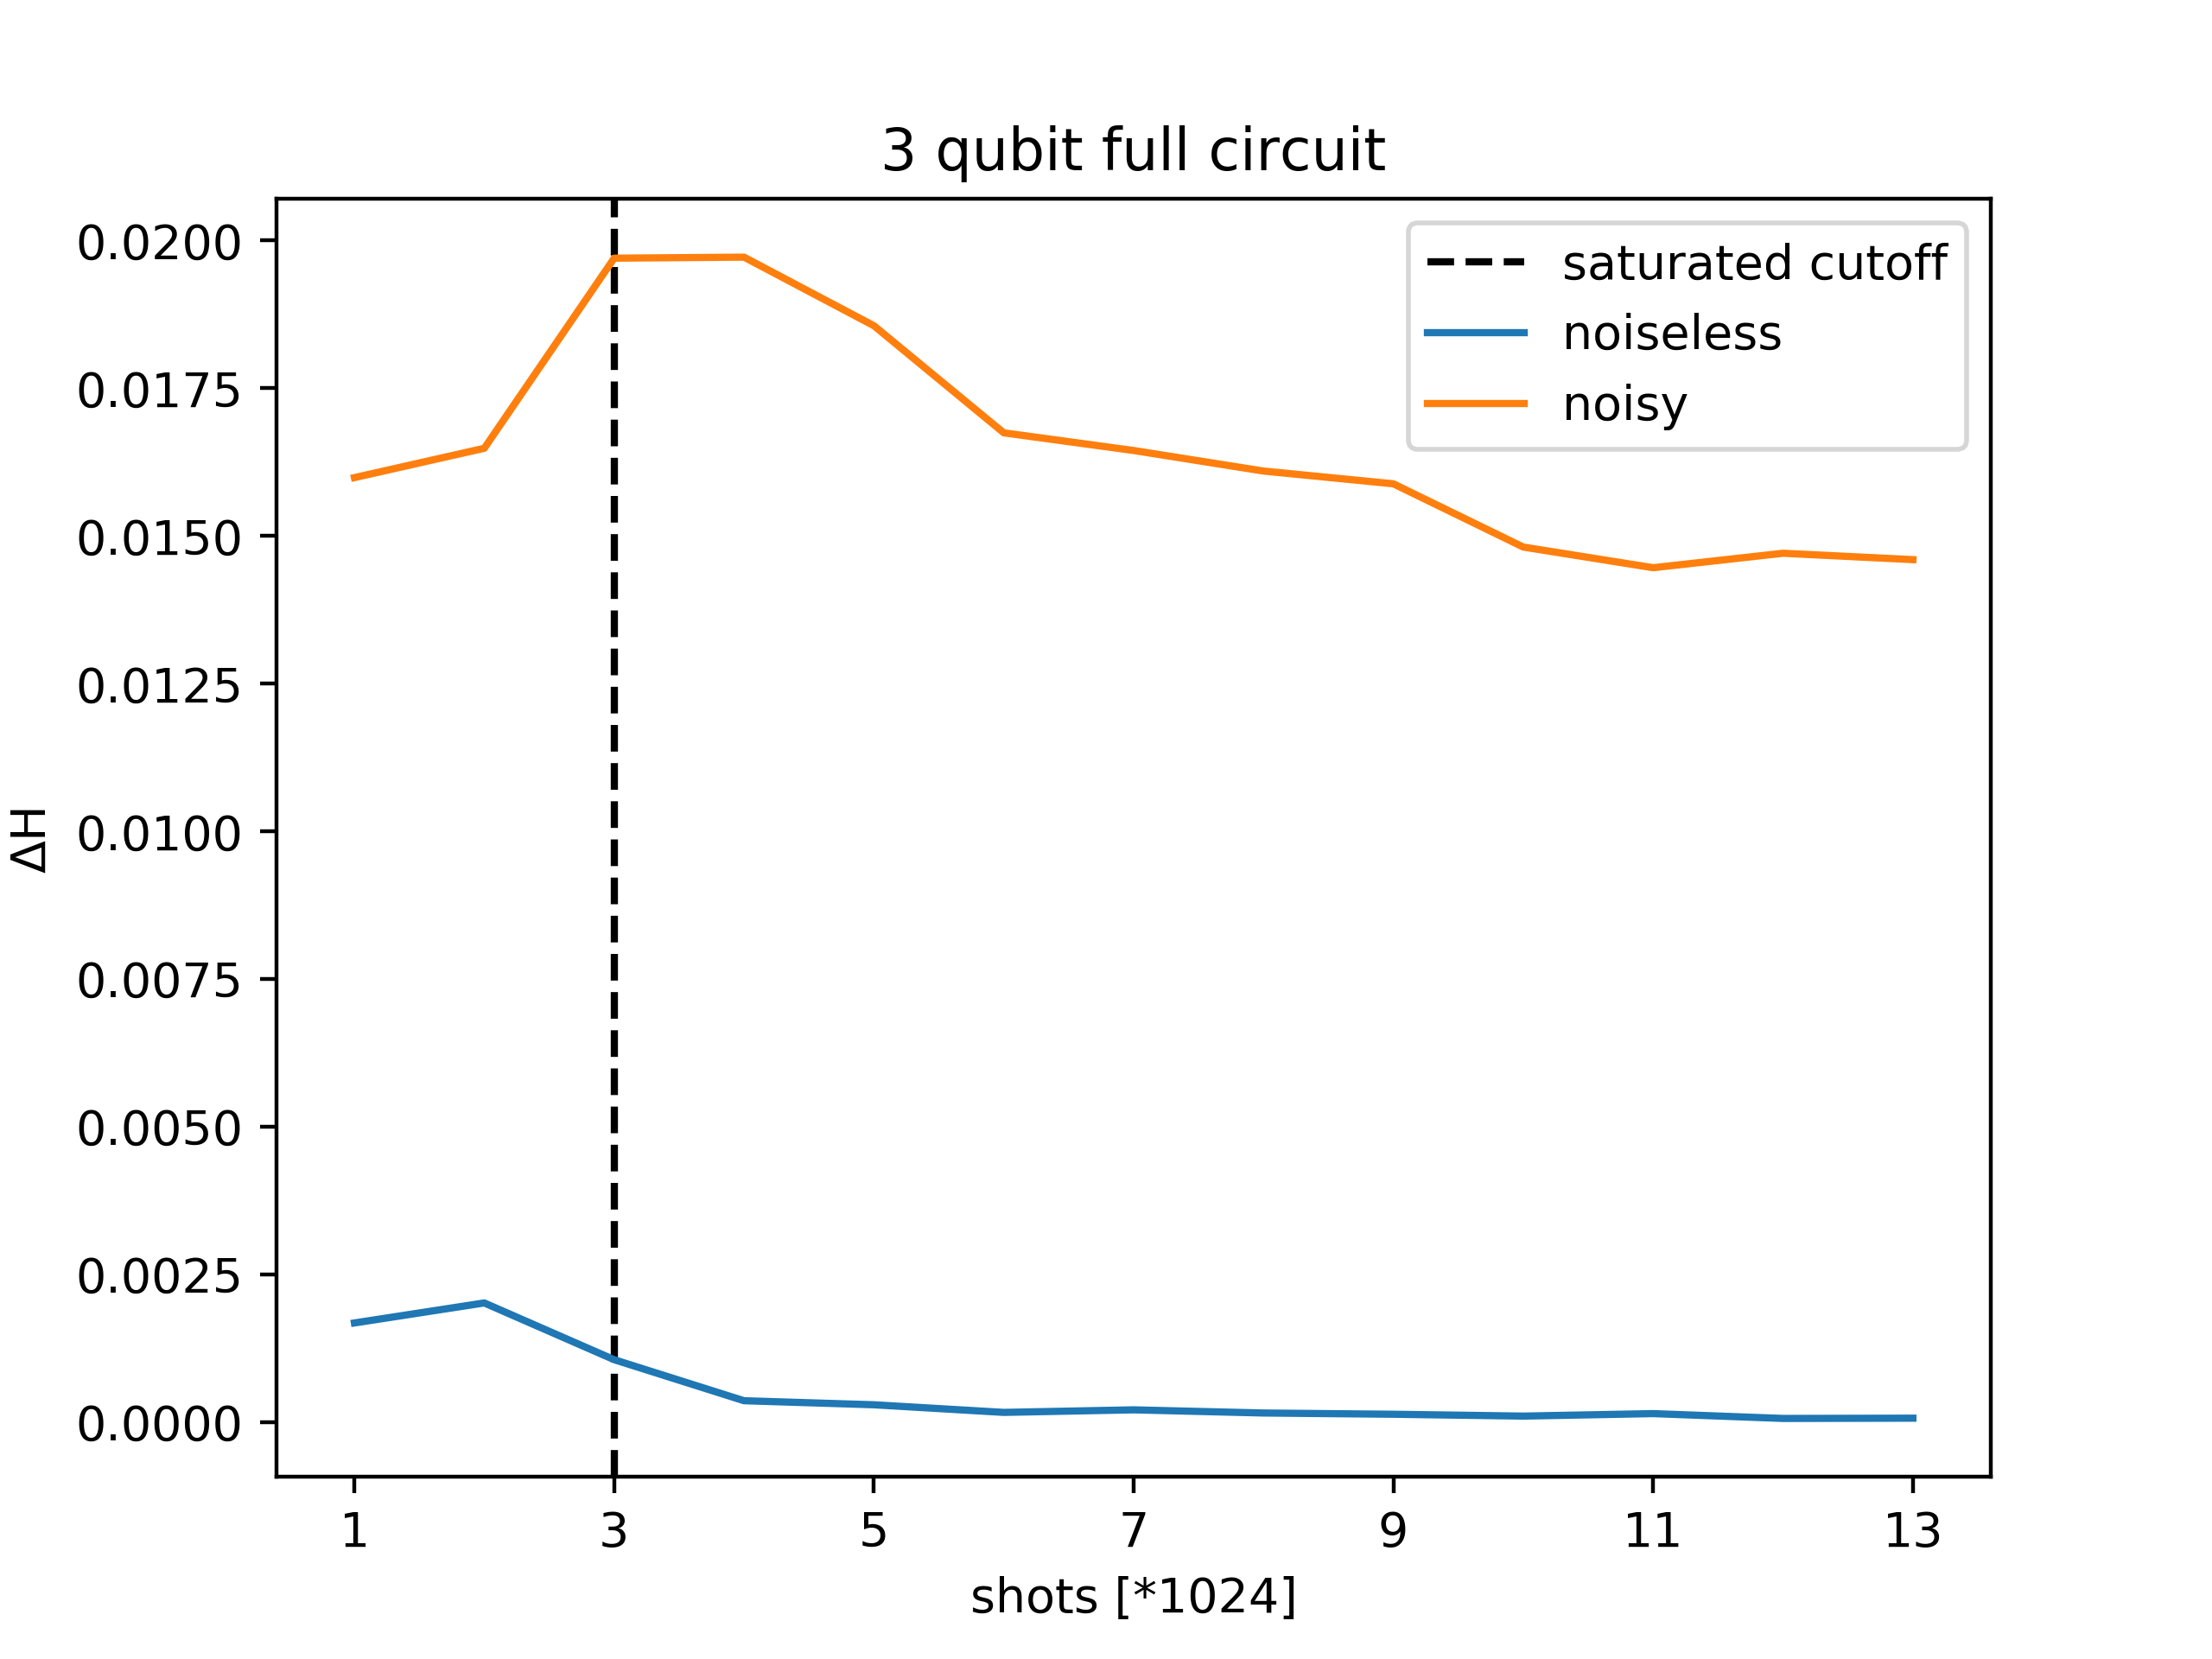 3 qubit full circuit
saturated cutoff
noiseless
noisy
0.0200
0.0175
0.0150
0.0125
0.0100
0.0075
0.0050
0.0025
0.0000
ΔH
1 3 5 7 9 11 13
shots [*1024]